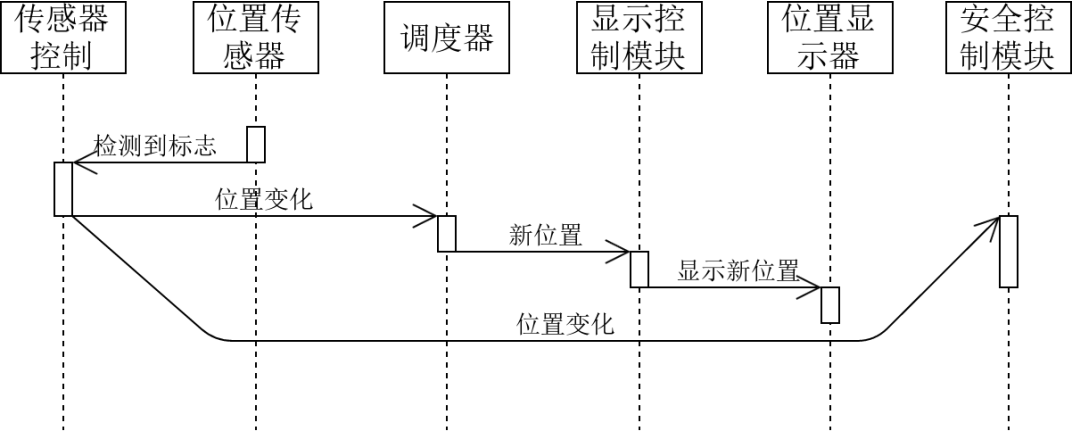 传感器
控制
位置传
感器
调度器
显示控
制模块
位置显
示器
安全控
制模块
检测到标志
位置变化
新位置
显示新位置
位置变化